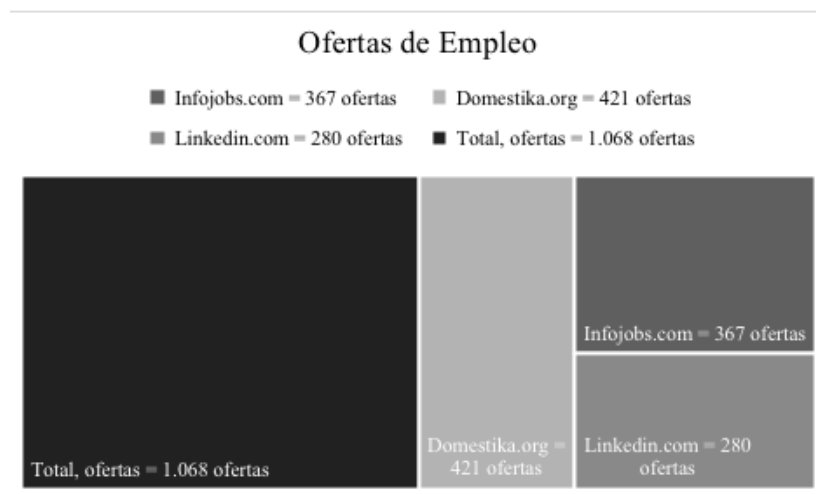 Ofertas de Empleo
Infojobs.com = 367 ofertas
Domestika.org = 421 ofertas
Linkedin.com = 280 ofertas
Total, ofertas = 1.068 ofertas
Infojobs.com = 367 ofertas
Domestika.org =
421 ofertas
Linkedin.com = 280
ofertas
Total, ofertas = 1.068 ofertas